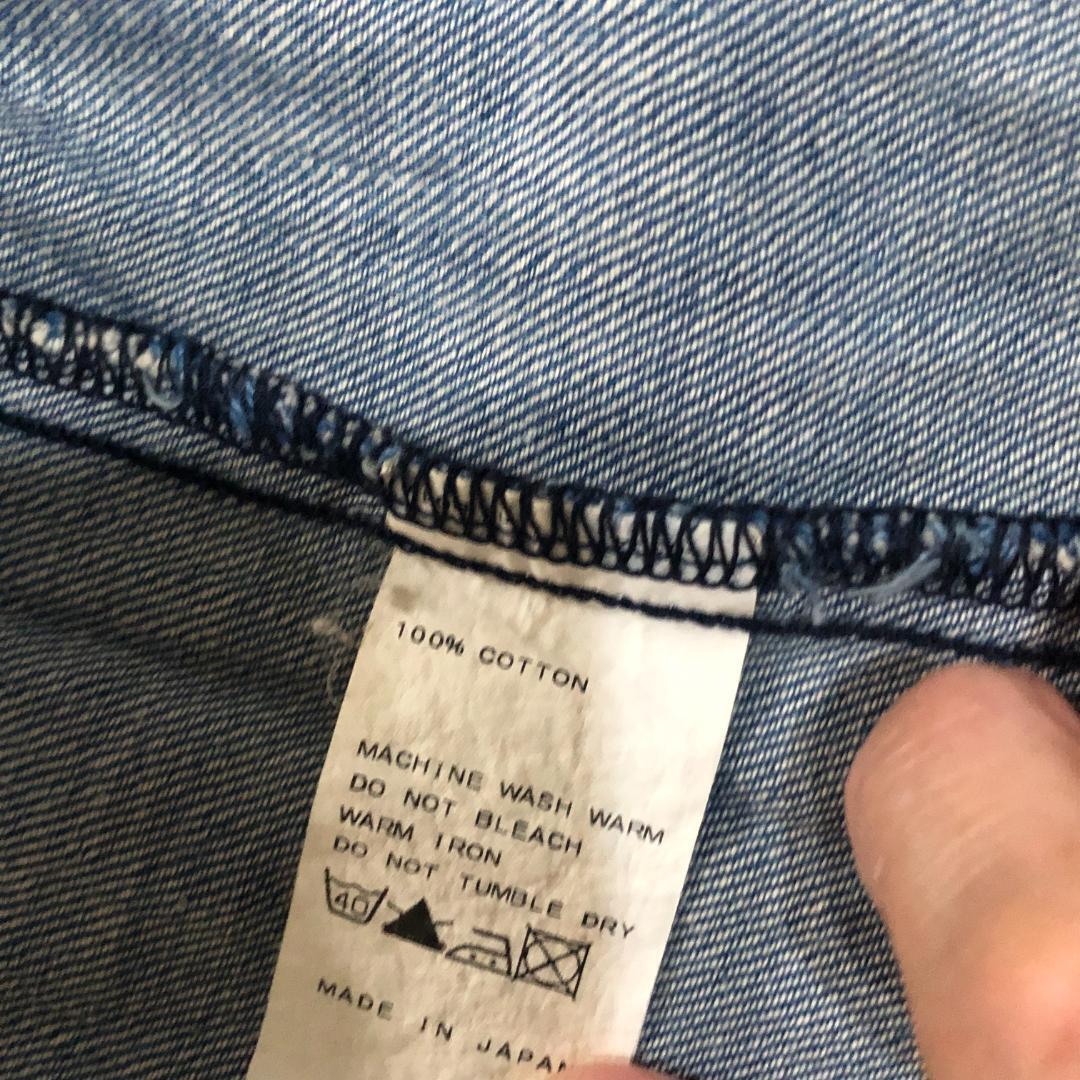 100% COTTON
MACHINE WASH WARM
DO NOT BLEACH
WARM IRON
DO NOT TUMBLE DRY
40
MADE IN JAPAN